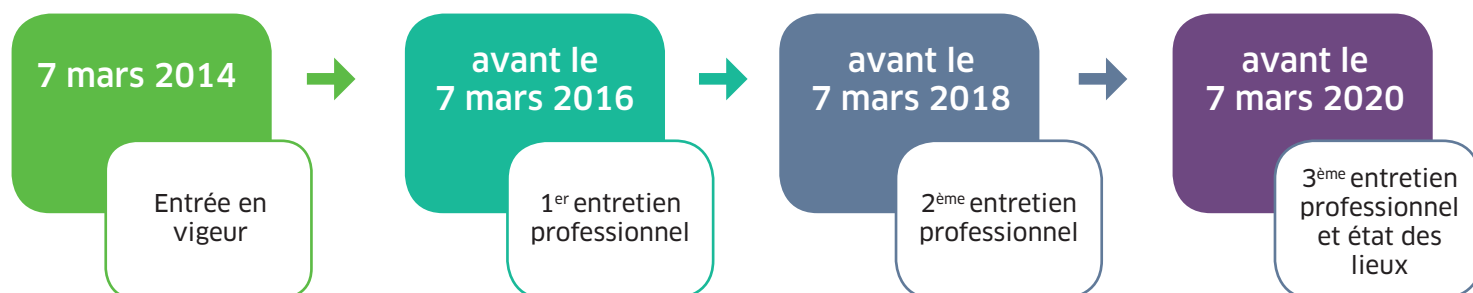 7 mars 2014
Entrée en
vigeur
avant le
7 mars 2016
1er entretien
professionnel
avant le
7 mars 2018
2ème entretien
professionnel
avant le
7 mars 2020
3ème entretien
professionnel
et état des
lieux